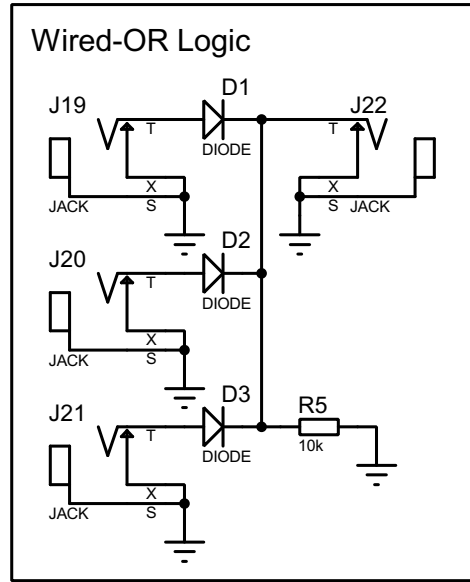 Wired-OR Logic
D1
J19
J22
T
T
DIODE
X
X
JACK
S
S
JACK
D2
J20
T
DIODE
X
JACK
S
D3
J21
R5
T
DIODE
10k
X
JACK
S